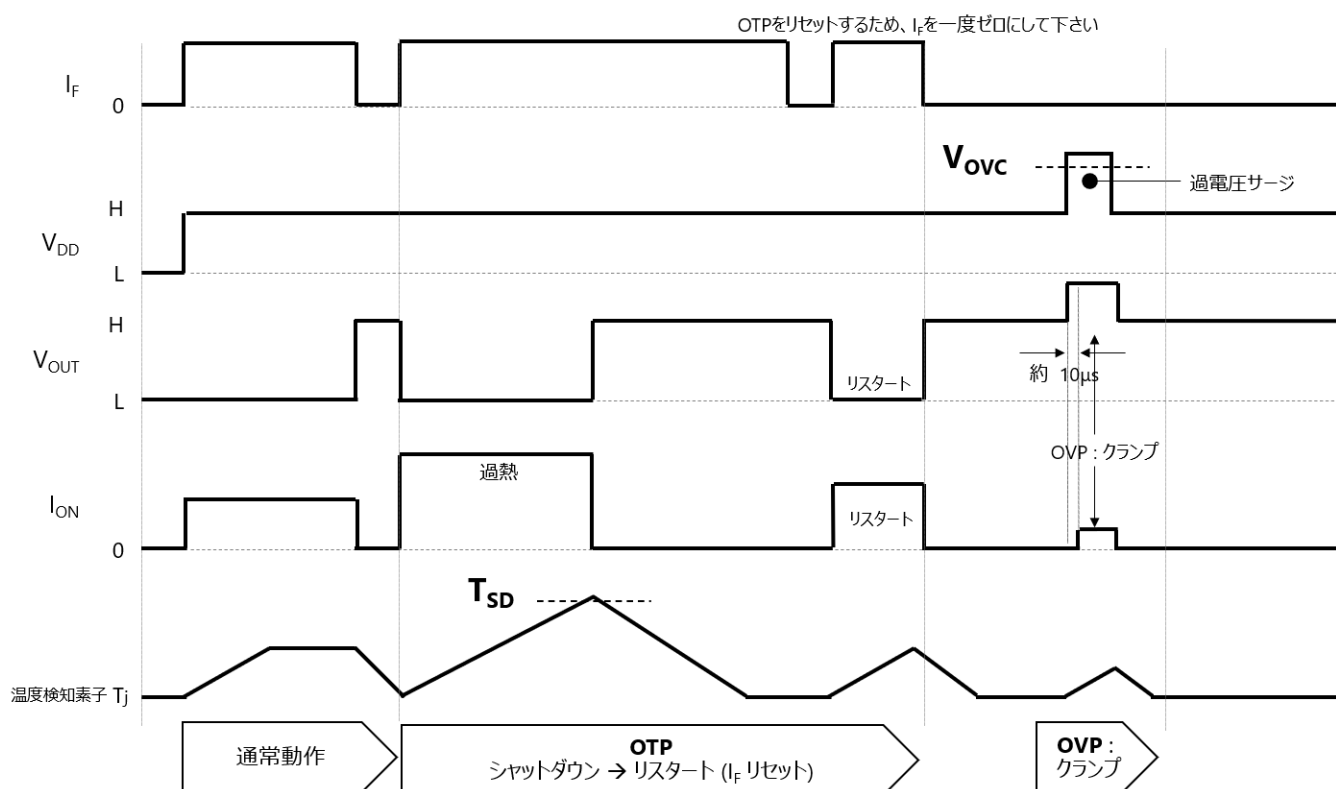 OTPをリセットするため、IFを一度ゼロにして下さい
IF
0
VOVC
過電圧サージ
H
VDD
L
H
VOUT
L
リスタート
約 10μs
OVP : クランプ
過熱
ION
リスタート
0
TSD
温度検知素子 Tj
通常動作
OTP
シャットダウン → リスタート (IF リセット)
OVP :
クランプ